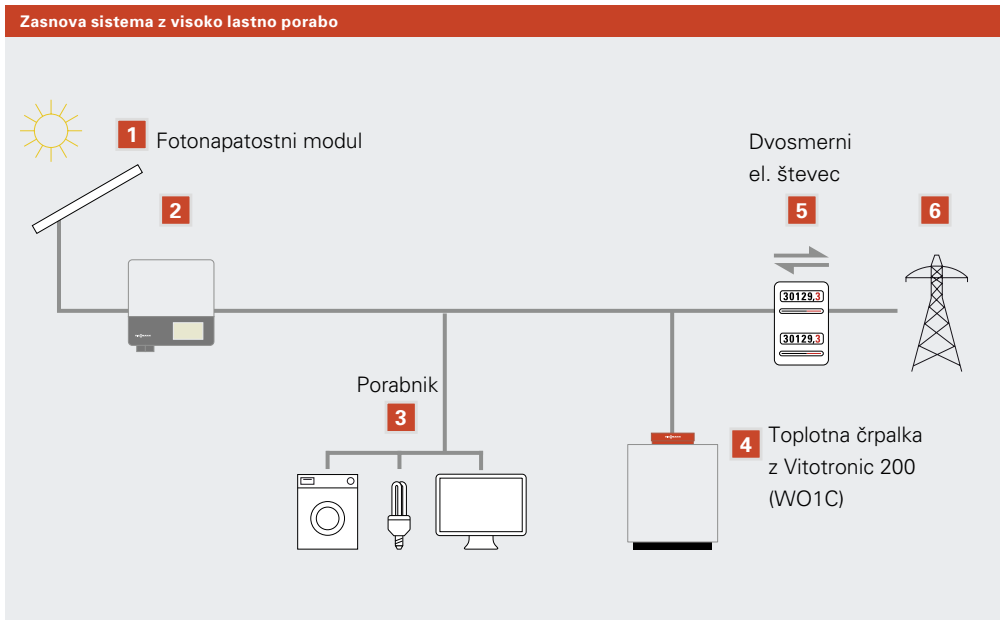 Zasnova sistema z visoko lastno porabo
1 Fotonapatostni modul
2
Dvosmerni
el. števec
5
6
30129,3
30129,3
Porabnik
3
4 Toplotna črpalka
z Vitotronic 200
(WO1C)